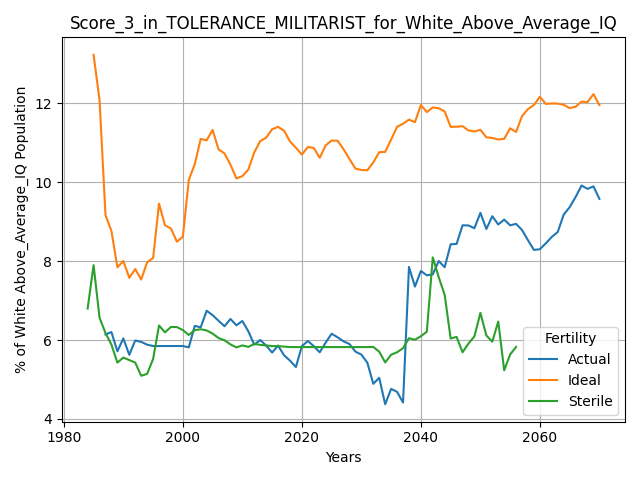 Score_3_in_TOLERANCE_MILITARIST_for_White_Above_Average_IQ
% of White Above_Average_IQ Population
12
10
8
6
4
1980 2000 2020 2040 2060
Years
Fertility
Actual
Ideal
Sterile